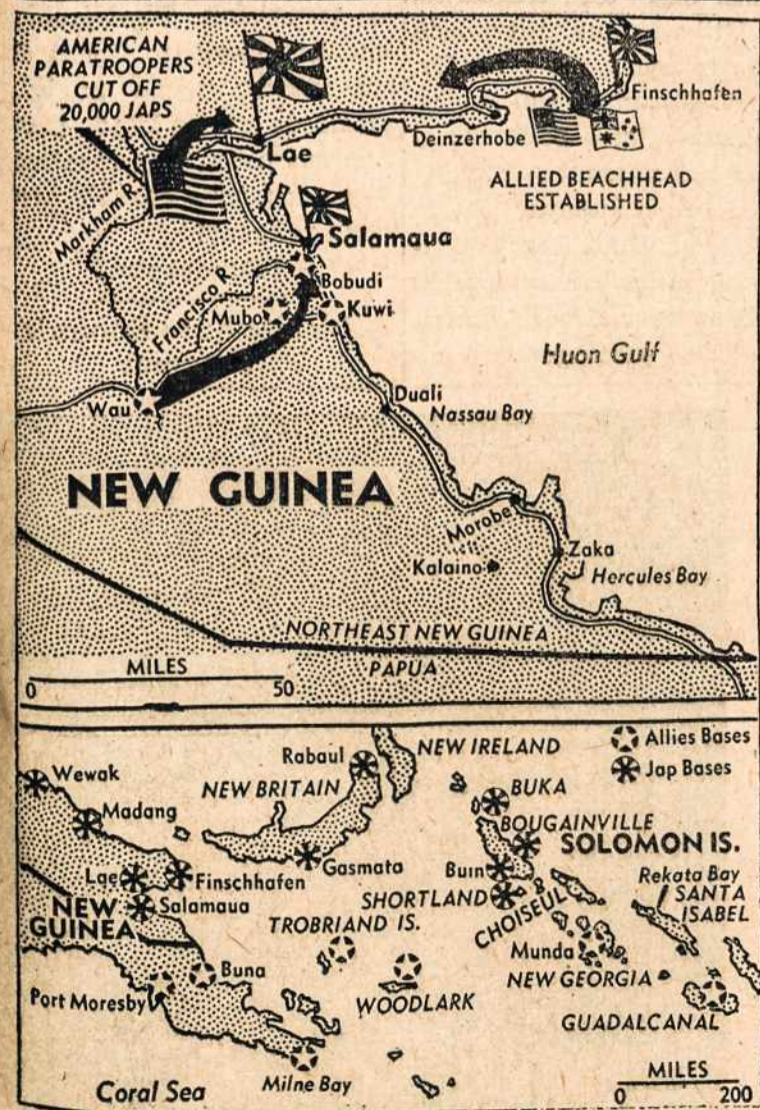 AMERICAN
PARATROOPERS
CUT OFF
20,000 JAPS
Finschhafen
Deinzerhobe
Lae
ALLIED BEACHHEAD
ESTABLISHED
Markham R.
Salamaua
Francisco R
Bobudi
Mubo
Kuwi
Huon Gulf
Wau
Duali
Nassau Bay
NEW GUINEA
Morobe
Zaka
Kalaino
Hercules Bay
NORTHEAST NEW GUINEA
PAPUA
MILES
0 50
Rabaul
NEW IRELAND
Allies Bases
Jap Bases
Wewak
NEW BRITAIN
BUKA
Madang
BOUGAINVILLE
SOLOMON IS.
Gasmata
Buin
Rekata Bay
Lae
Finschhafen
SHORTLAND
SANTA
ISABEL
NEW
GUINEA
Salamaua
TROBRIAND IS.
CHOISEUL
Munda
Buna
NEW GEORGIA
Port Moresby
WOODLARK
GUADALCANAL
Milne Bay
MILES
Coral Sea
0 200